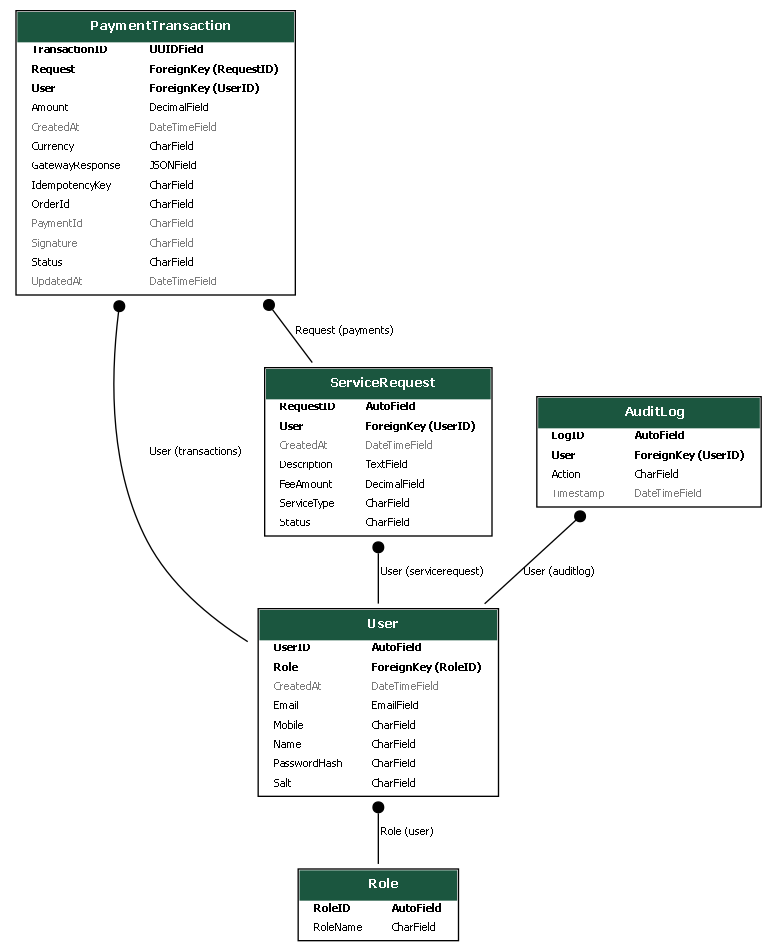 PaymentTransaction
TransactionID UUIDField
Request ForeignKey (RequestID)
User ForeignKey (UserID)
Amount DecimalField
CreatedAt DateTimeField
Currency CharField
GatewayResponse JSONField
IdempotencyKey CharField
OrderId CharField
PaymentId CharField
Signature CharField
Status CharField
UpdatedAt DateTimeField
Request (payments)
User (transactions)
ServiceRequest
RequestID AutoField
User ForeignKey (UserID)
CreatedAt DateTimeField
Description TextField
FeeAmount DecimalField
ServiceType CharField
Status CharField
AuditLog
LogID AutoField
User ForeignKey (UserID)
Action CharField
Timestamp DateTimeField
User (servicerequest)
User (auditlog)
User
UserID AutoField
Role ForeignKey (RoleID)
CreatedAt DateTimeField
Email EmailField
Mobile CharField
Name CharField
PasswordHash CharField
Salt CharField
Role (user)
Role
RoleID AutoField
RoleName CharField